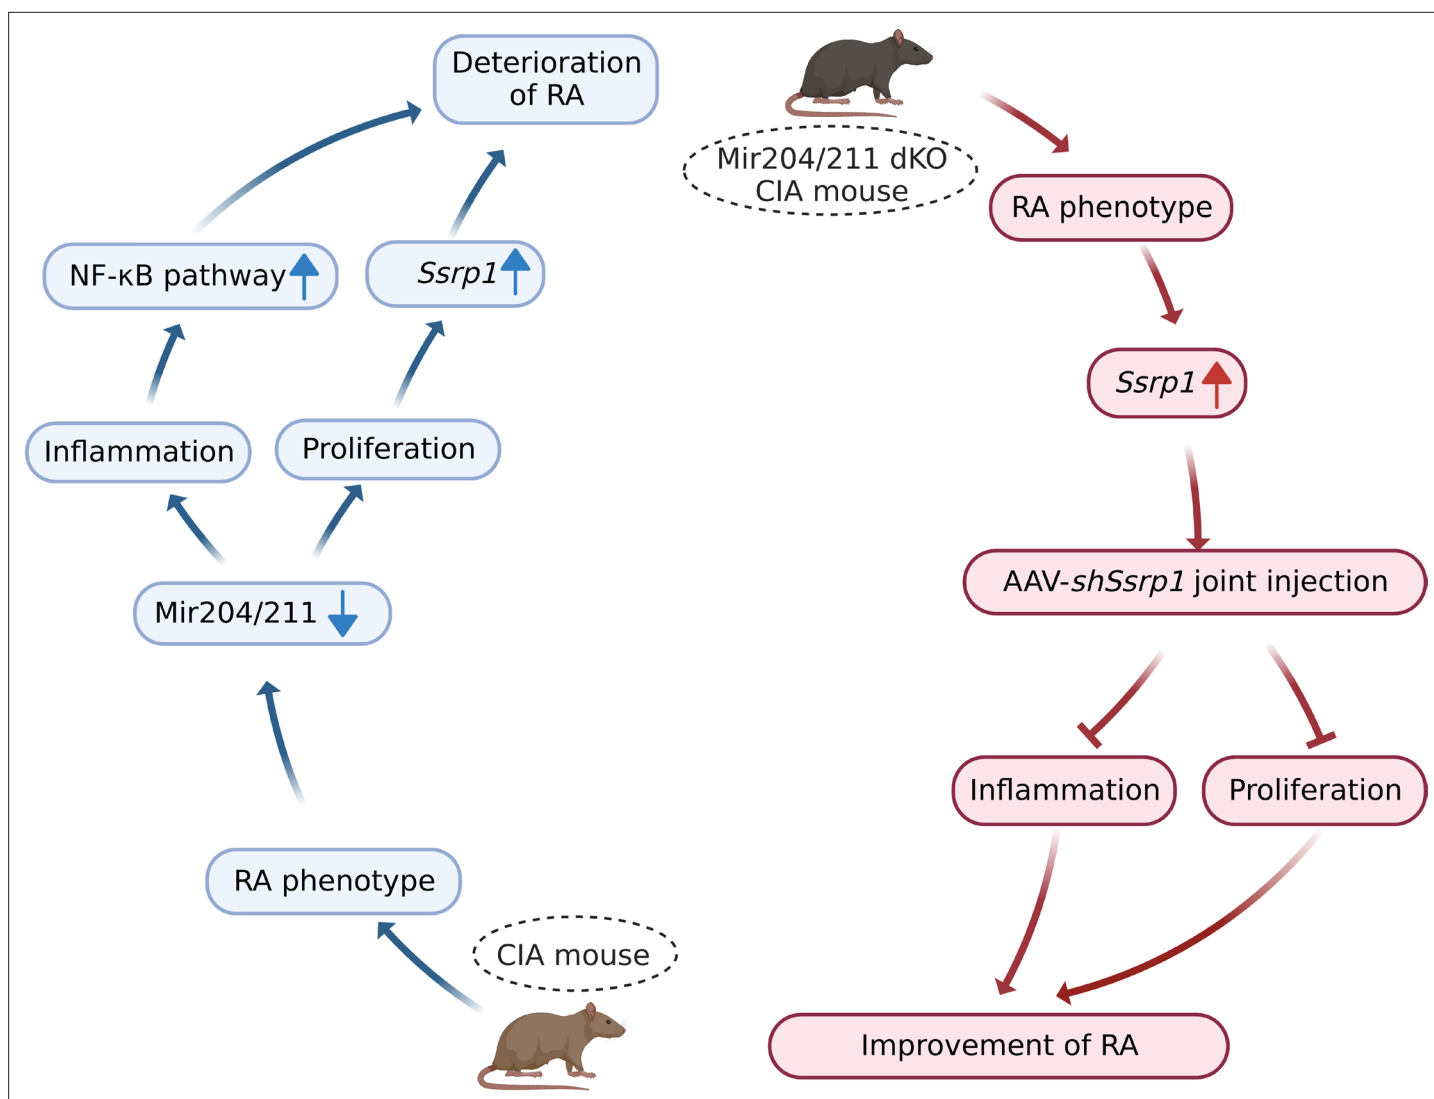 Deterioration
of RA
NF-κB pathway
Ssrp1
Inflammation
Proliferation
Mir204/211
RA phenotype
CIA mouse
Mir204/211 dKO
CIA mouse
RA phenotype
Ssrp1
AAV-shSsrp1 joint injection
Inflammation
Proliferation
Improvement of RA